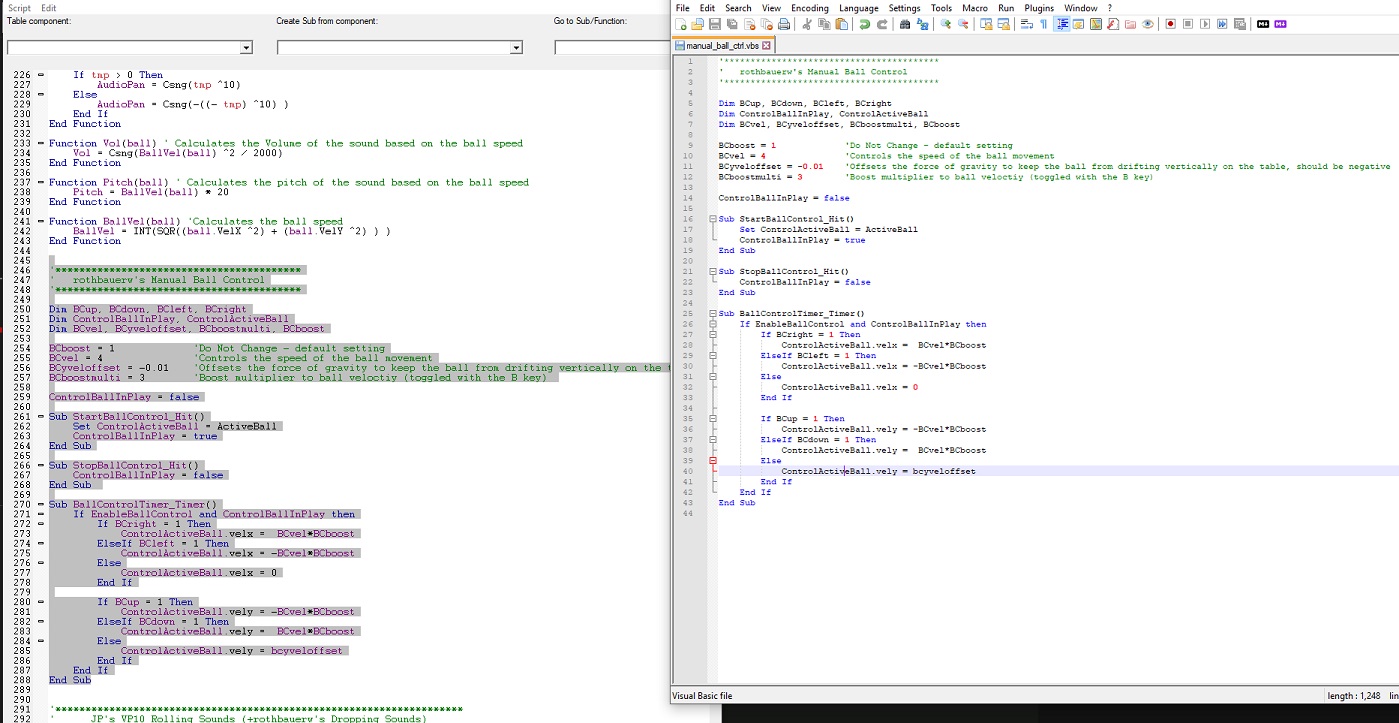 Script Edit
Table component: Create Sub from component: Go to Sub/Function:
226 If tmp > 0 Then
227 AudioPan = Csng(tmp ^10)
228 Else
229 AudioPan = Csng(-((- tmp) ^10) )
230 End If
231 End Function
232
233 Function Vol(ball) ' Calculates the Volume of the sound based on the ball speed
234 Vol = Csng(BallVel(ball) ^2 / 2000)
235 End Function
236
237 Function Pitch(ball) ' Calculates the pitch of the sound based on the ball speed
238 Pitch = BallVel(ball) * 20
239 End Function
240
241 Function BallVel(ball) 'Calculates the ball speed
242 BallVel = INT(SQR((ball.VelX ^2) + (ball.VelY ^2) ) )
243 End Function
244
245
246 '*****************************************
247 ' rothbauerw's Manual Ball Control
248 '*****************************************
249
250 Dim BCup, BCdown, BCleft, BCright
251 Dim ControlBallInPlay, ControlActiveBall
252 Dim BCvel, BCyveloffset, BCboostmulti, BCboost
253
254 BCboost = 1 'Do Not Change - default setting
255 BCvel = 4 'Controls the speed of the ball movement
256 BCyveloffset = -0.01 'Offsets the force of gravity to keep the ball from drifting vertically on the t
257 BCboostmulti = 3 'Boost multiplier to ball veloctiy (toggled with the B key)
258
259 ControlBallInPlay = false
260
261 Sub StartBallControl_Hit()
262 Set ControlActiveBall = ActiveBall
263 ControlBallInPlay = true
264 End Sub
265
266 Sub StopBallControl_Hit()
267 ControlBallInPlay = false
268 End Sub
269
270 Sub BallControlTimer_Timer()
271 If EnableBallControl and ControlBallInPlay then
272 If BCright = 1 Then
273 ControlActiveBall.velx = BCvel*BCboost
274 ElseIf BCleft = 1 Then
275 ControlActiveBall.velx = -BCvel*BCboost
276 Else
277 ControlActiveBall.velx = 0
278 End If
279
280 If BCup = 1 Then
281 ControlActiveBall.vely = -BCvel*BCboost
282 ElseIf BCdown = 1 Then
283 ControlActiveBall.vely = BCvel*BCboost
284 Else
285 ControlActiveBall.vely = bcyveloffset
286 End If
287 End If
288 End Sub
289
290
291 '********************************************************************
292 ' JP's VP10 Rolling Sounds (+rothbauerw's Dropping Sounds)
File Edit Search View Encoding Language Settings Tools Macro Run Plugins Window ?
manual_ball_ctrl.vbs
1 '*****************************************
2 ' rothbauerw's Manual Ball Control
3 '*****************************************
4
5 Dim BCup, BCdown, BCleft, BCright
6 Dim ControlBallInPlay, ControlActiveBall
7 Dim BCvel, BCyveloffset, BCboostmulti, BCboost
8
9 BCboost = 1 'Do Not Change - default setting
10 BCvel = 4 'Controls the speed of the ball movement
11 BCyveloffset = -0.01 'Offsets the force of gravity to keep the ball from drifting vertically on the table, should be negative
12 BCboostmulti = 3 'Boost multiplier to ball veloctiy (toggled with the B key)
13
14 ControlBallInPlay = false
15
16 Sub StartBallControl_Hit()
17 Set ControlActiveBall = ActiveBall
18 ControlBallInPlay = true
19 End Sub
20
21 Sub StopBallControl_Hit()
22 ControlBallInPlay = false
23 End Sub
24
25 Sub BallControlTimer_Timer()
26 If EnableBallControl and ControlBallInPlay then
27 If BCright = 1 Then
28 ControlActiveBall.velx = BCvel*BCboost
29 ElseIf BCleft = 1 Then
30 ControlActiveBall.velx = -BCvel*BCboost
31 Else
32 ControlActiveBall.velx = 0
33 End If
34
35 If BCup = 1 Then
36 ControlActiveBall.vely = -BCvel*BCboost
37 ElseIf BCdown = 1 Then
38 ControlActiveBall.vely = BCvel*BCboost
39 Else
40 ControlActiveBall.vely = bcyveloffset
41 End If
42 End If
43 End Sub
44
Visual Basic file length : 1,248 lin